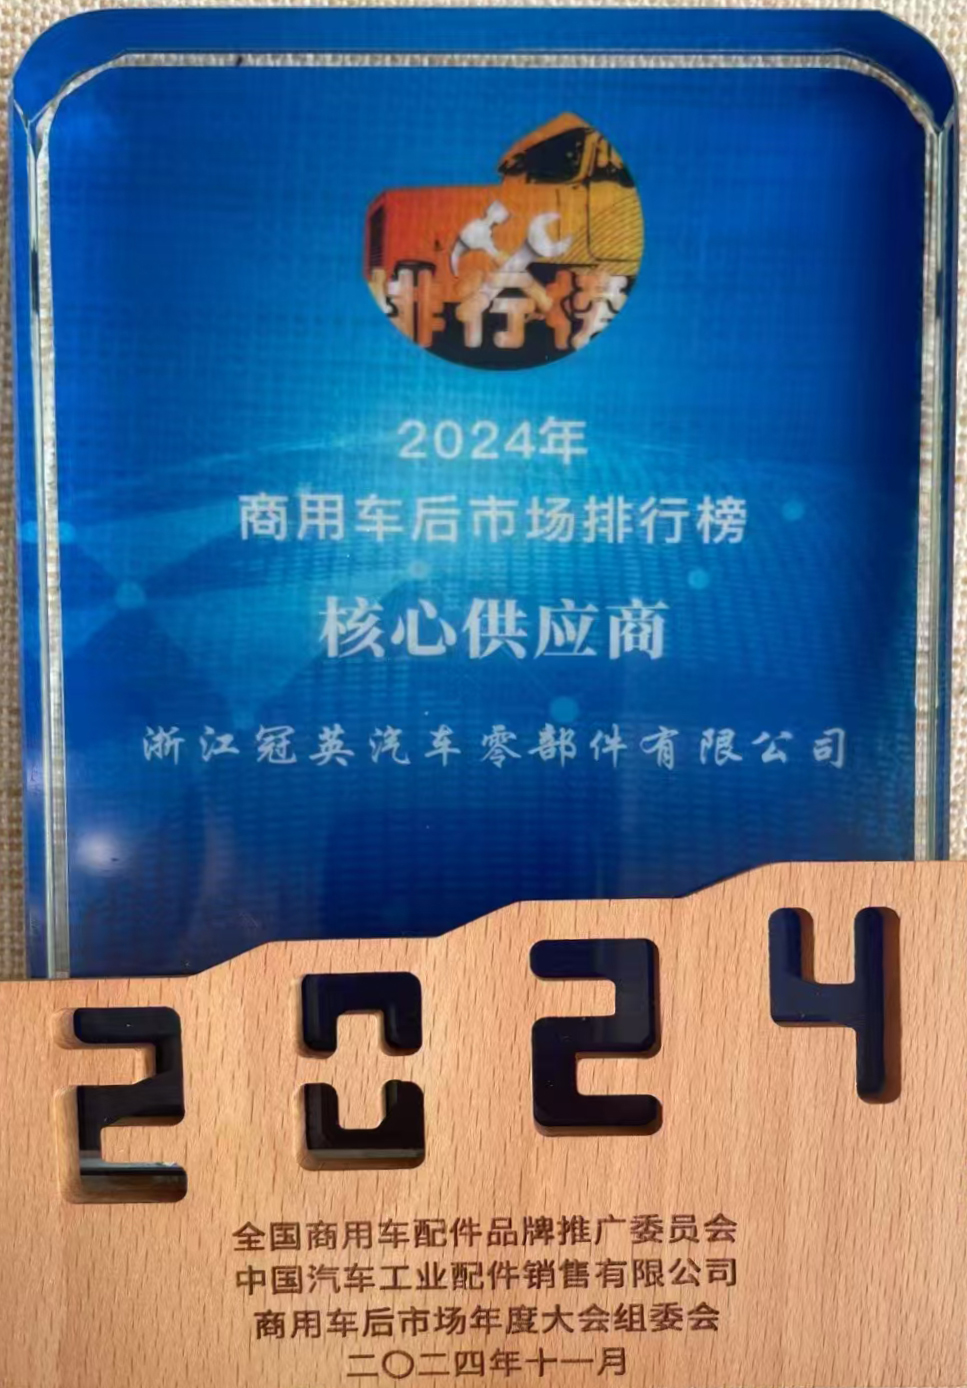 排行榜
2024年
商用车后市场排行榜
核心供应商
浙江冠英汽车零部件有限公司
2024
全国商用车配件品牌推广委员会
中国汽车工业配件销售有限公司
商用车后市场年度大会组委会
二〇二四年十一月